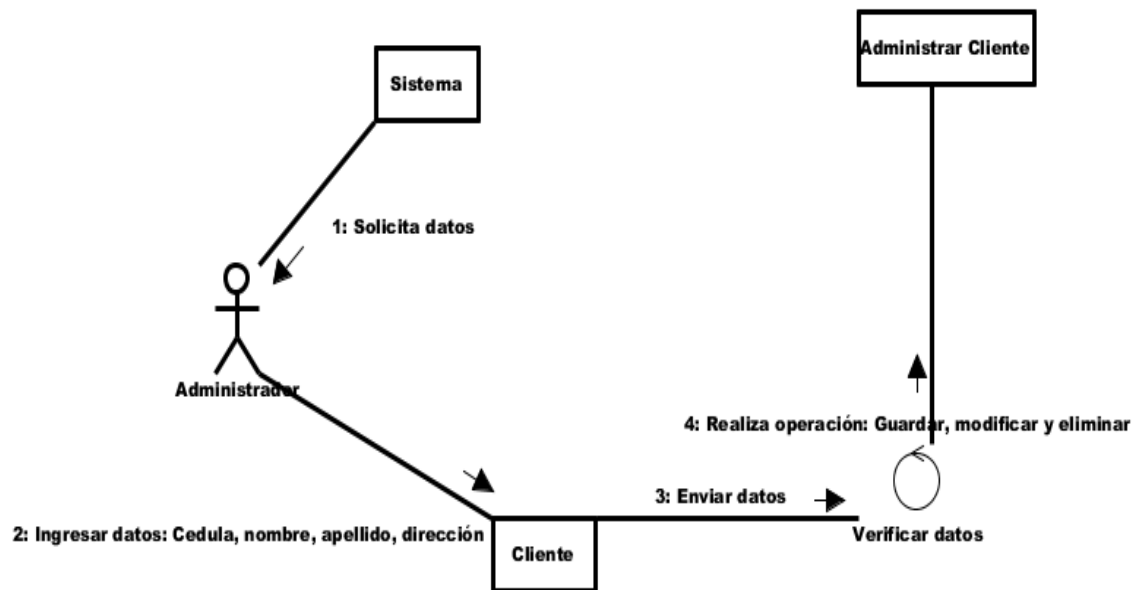 Administrar Cliente
Sistema
1: Solicita datos
Administrador
4: Realiza operación: Guardar, modificar y eliminar
3: Enviar datos
2: Ingresar datos: Cedula, nombre, apellido, dirección
Verificar datos
Cliente